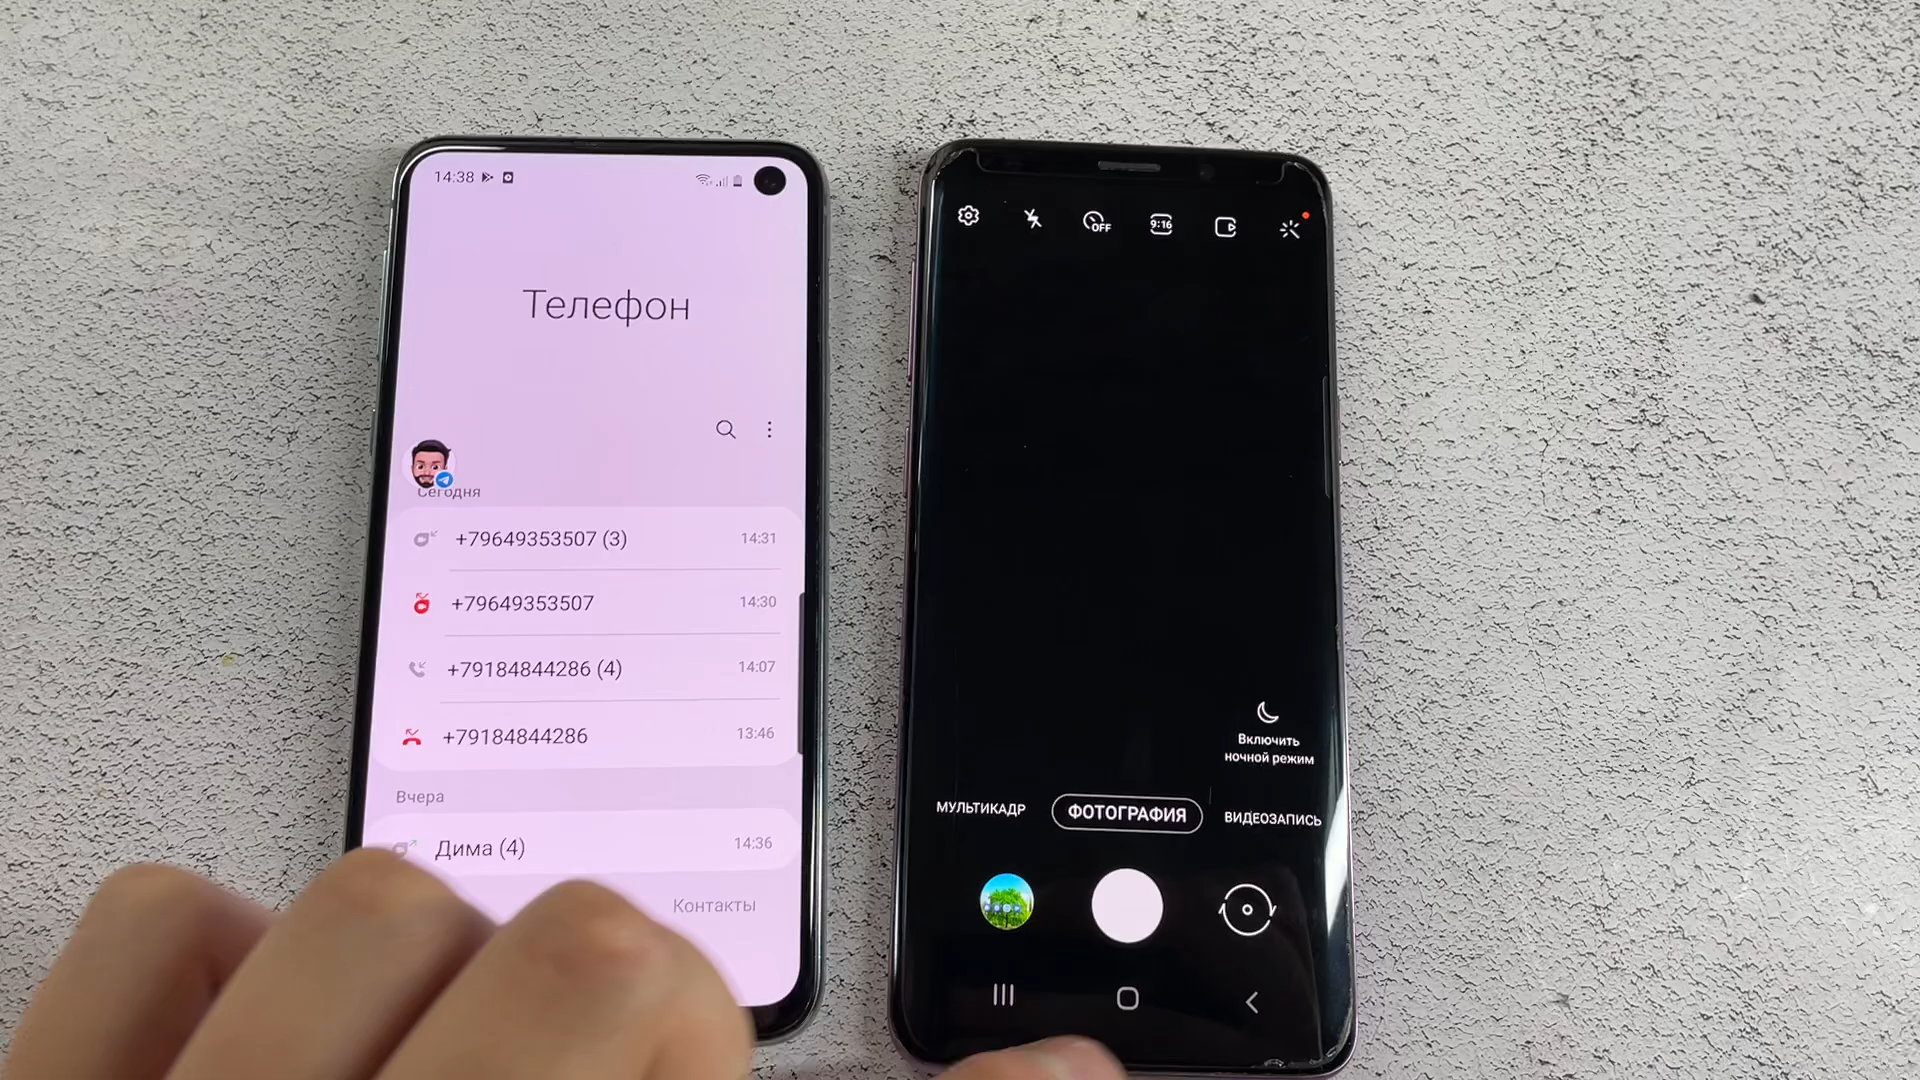 14:38
Телефон
Сегодня
+79649353507 (3) 14:31
+79649353507 14:30
+79184844286 (4) 14:07
+79184844286 13:46
Вчера
Дима (4) 14:36
Контакты
OFF
9:16
Включить
ночной режим
МУЛЬТИКАДР ФОТОГРАФИЯ ВИДЕОЗАПИСЬ